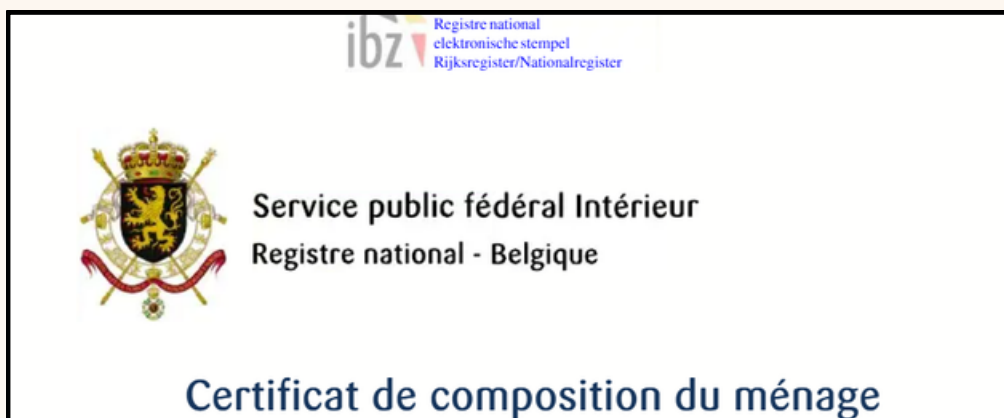 ibz
Registre national
elektronische stempel
Rijksregister/Nationalregister
Service public fédéral Intérieur
Registre national - Belgique
Certificat de composition du ménage